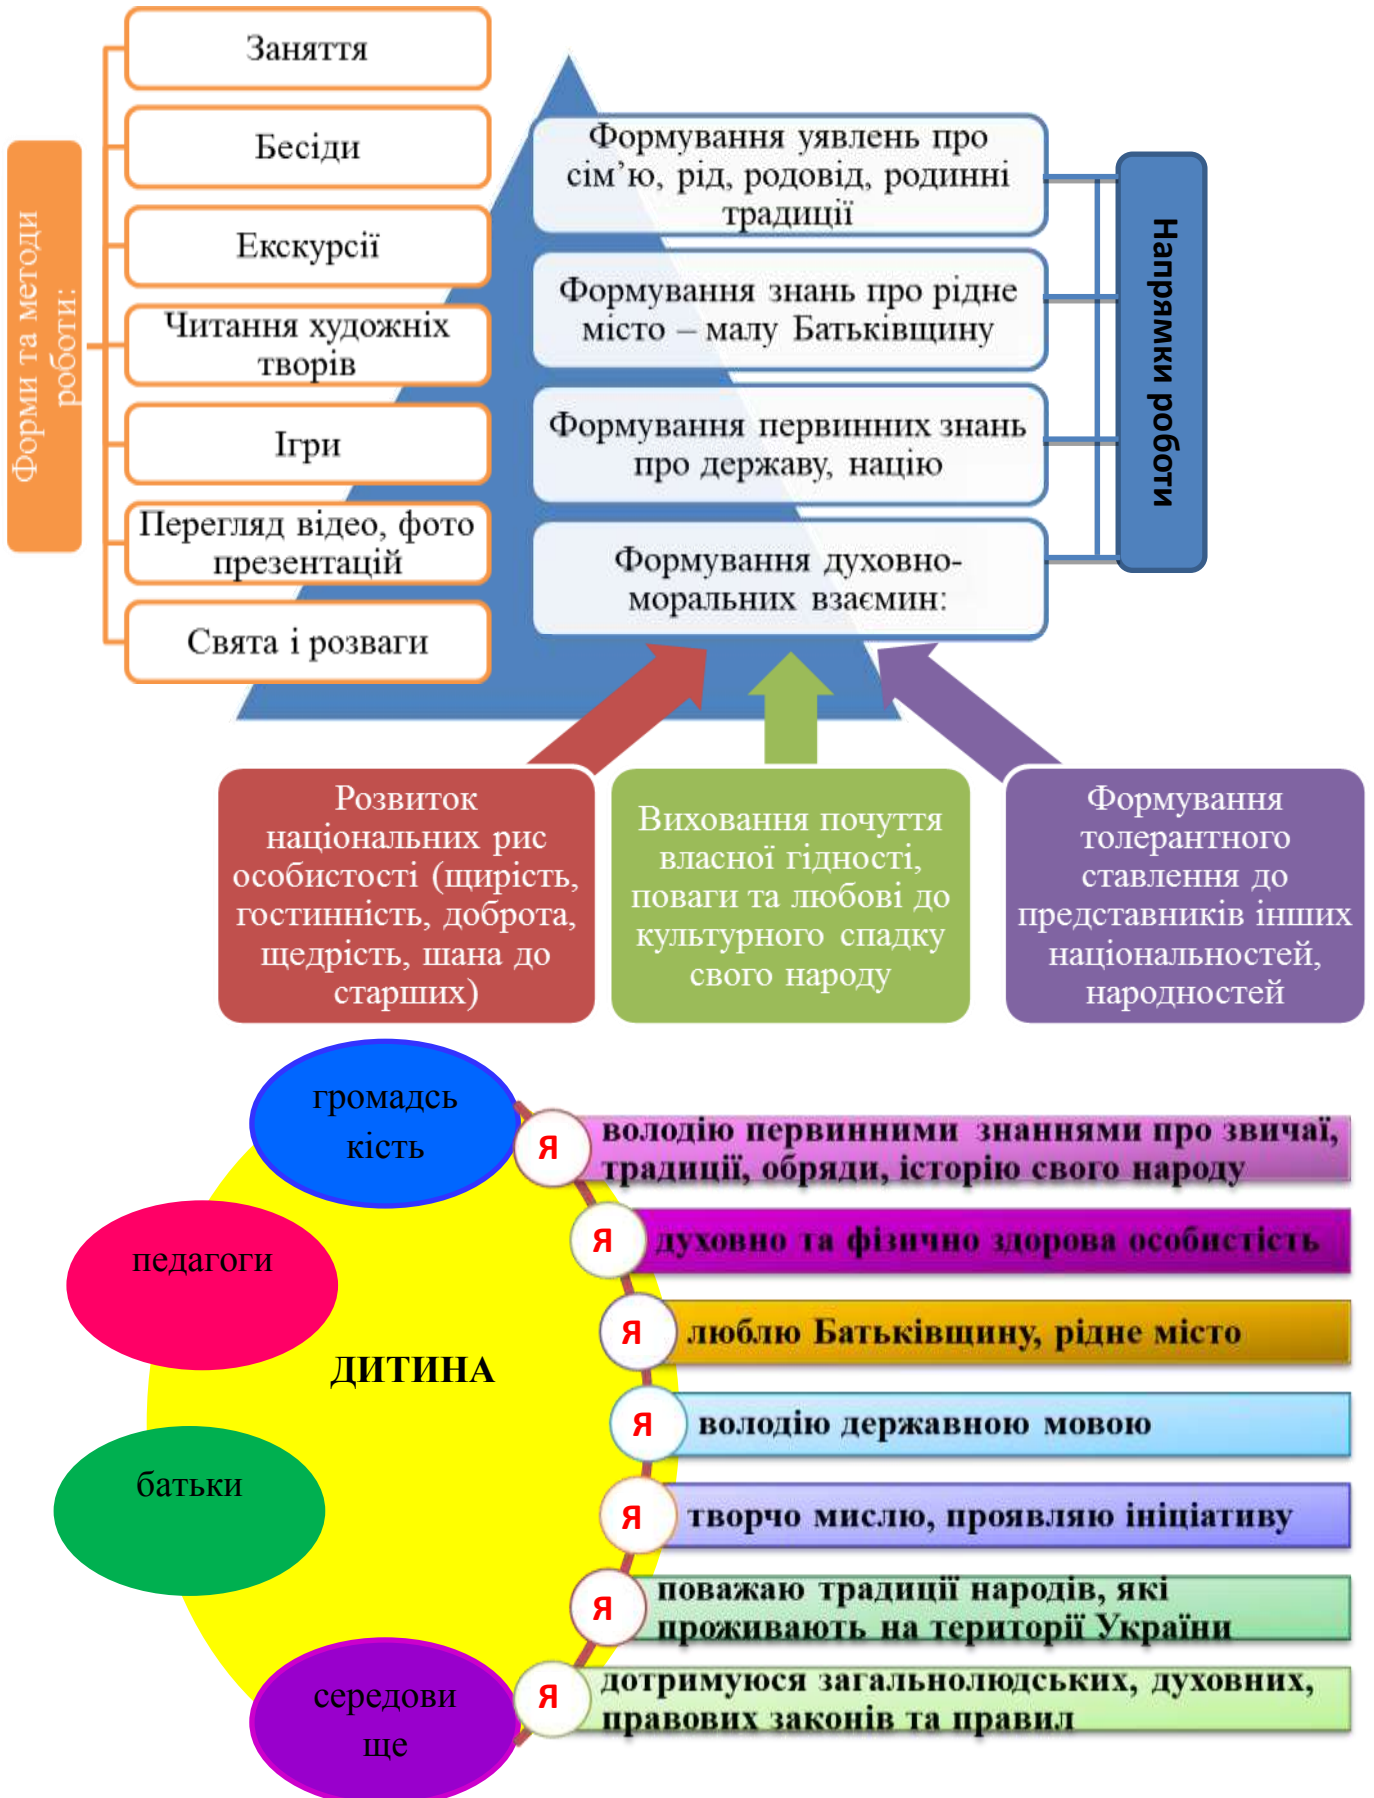 Форми та методи
роботи:
Заняття
Бесіди
Екскурсії
Читання художніх
творів
Ігри
Перегляд відео, фото
презентацій
Свята і розваги
Формування уявлень про
сім’ю, рід, родовід, родинні
традиції
Формування знань про рідне
місто – малу Батьківщину
Формування первинних знань
про державу, націю
Формування духовно-
моральних взаємин:
Напрямки роботи
Розвиток
національних рис
особистості (щирість,
гостинність, доброта,
щедрість, шана до
старших)
Виховання почуття
власної гідності,
поваги та любові до
культурного спадку
свого народу
Формування
толерантного
ставлення до
представників інших
національностей,
народностей
громадсь
кість
педагоги
ДИТИНА
батьки
середови
ще
Я
володію первинними знаннями про звичаї,
традиції, обряди, історію свого народу
Я
духовно та фізично здорова особистість
Я
люблю Батьківщину, рідне місто
Я
володію державною мовою
Я
творчо мислю, проявляю ініціативу
Я
поважаю традиції народів, які
проживають на території України
Я
дотримуюся загальнолюдських, духовних,
правових законів та правил